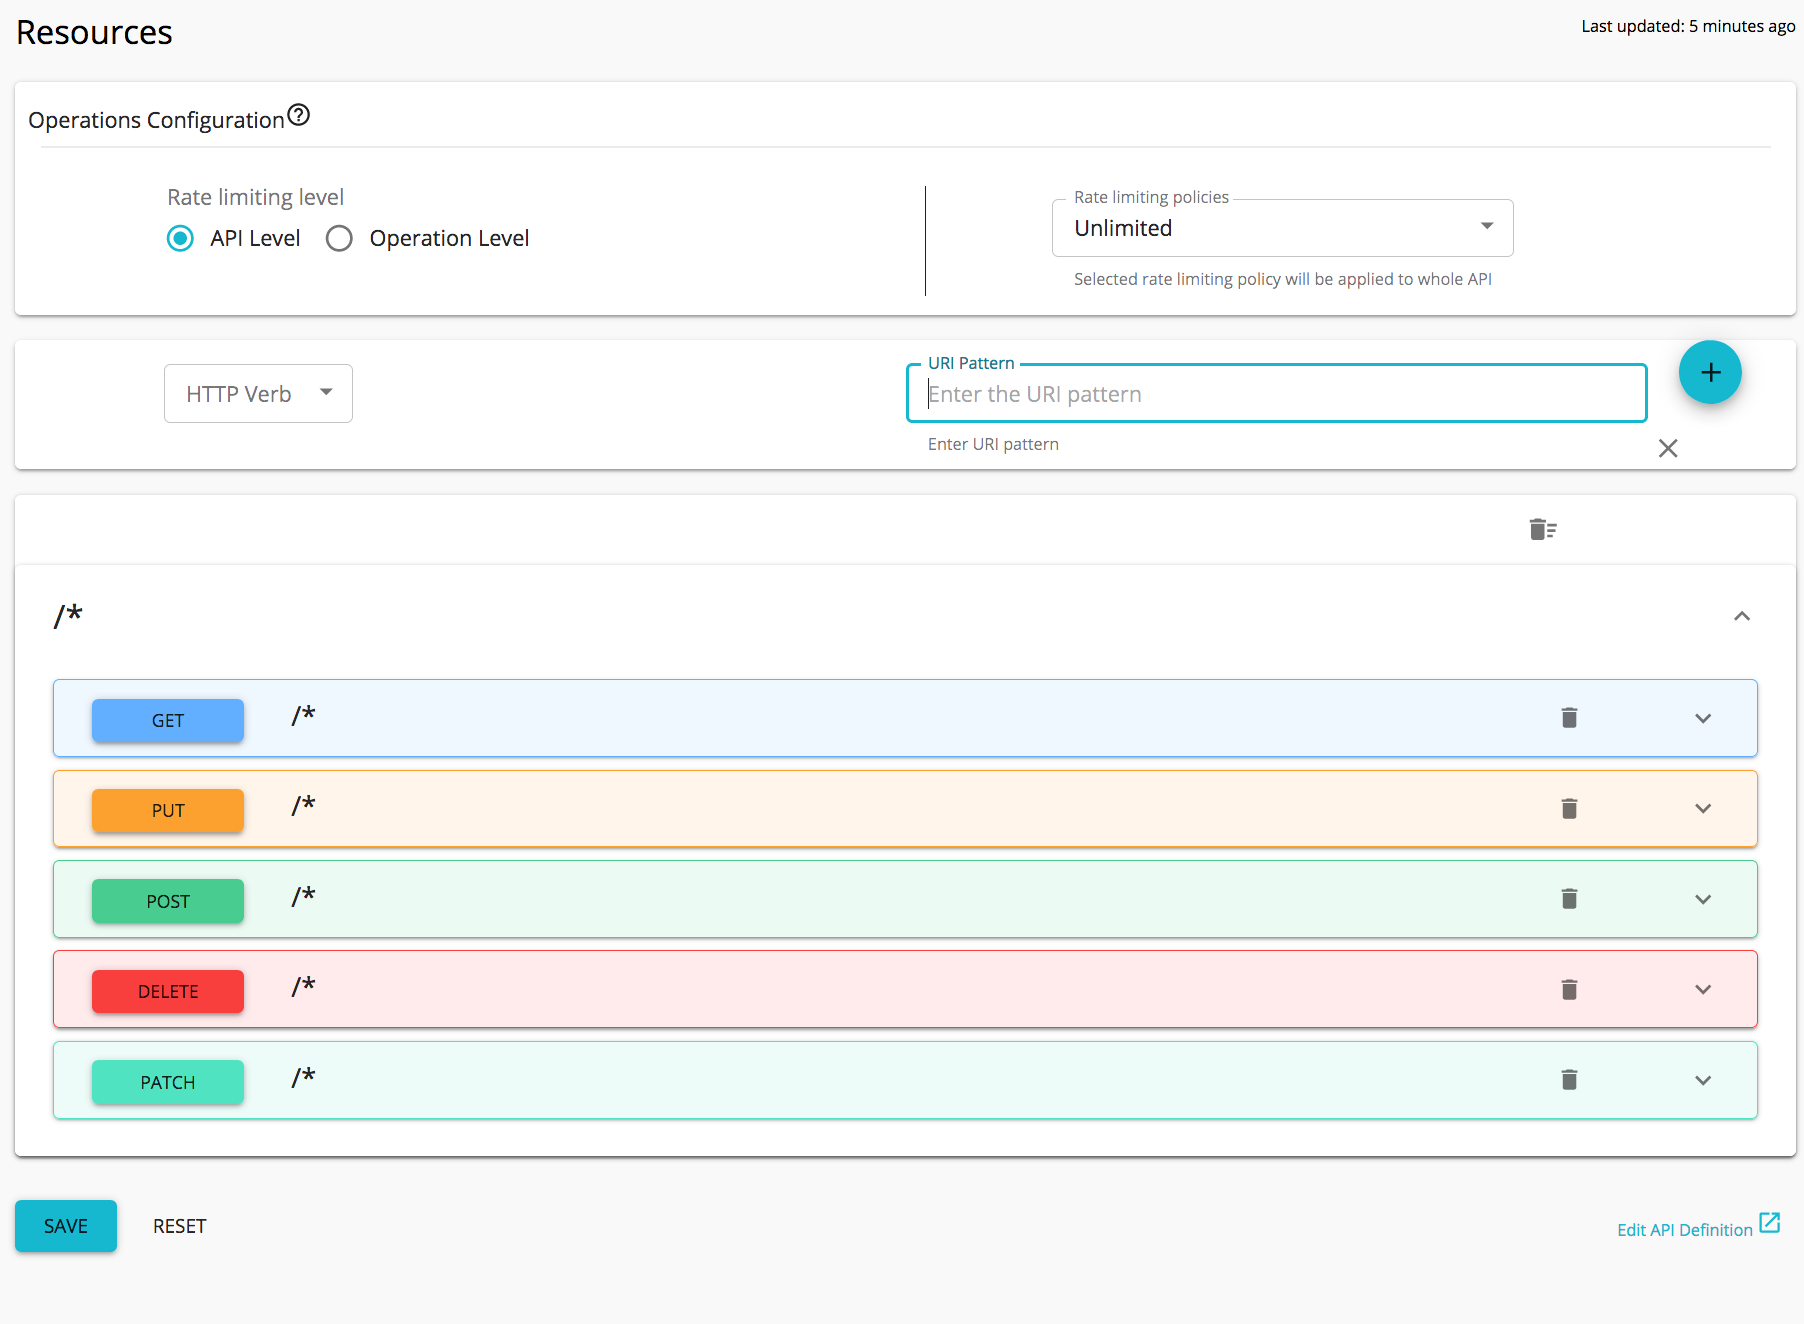 Resources
Last updated: 5 minutes ago
Operations Configuration
Rate limiting level
API Level
Operation Level
Rate limiting policies
Unlimited
Selected rate limiting policy will be applied to whole API
HTTP Verb
URI Pattern
Enter the URI pattern
Enter URI pattern
/*
GET /*
PUT /*
POST /*
DELETE /*
PATCH /*
SAVE
RESET
Edit API Definition